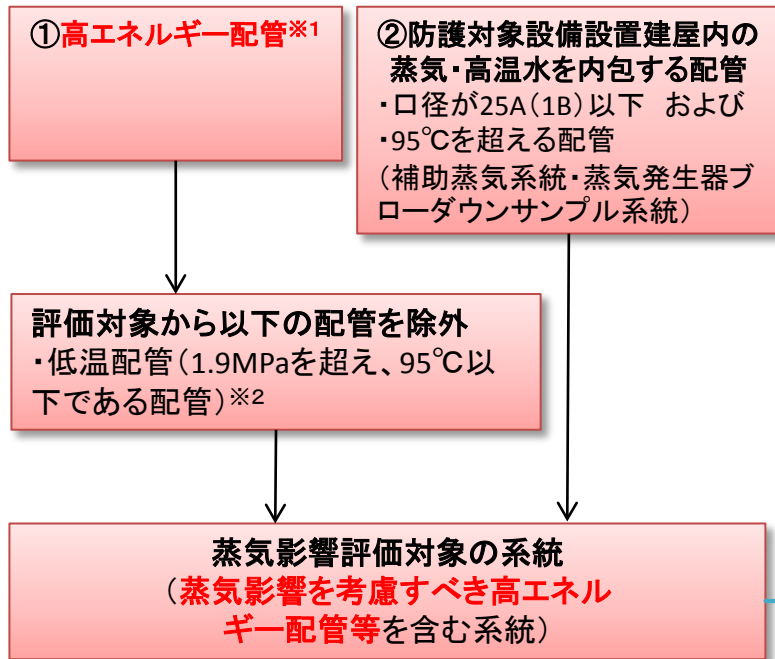 ①高エネルギー配管※1
②防護対象設備設置建屋内の
蒸気・高温水を内包する配管
・口径が25A(1B)以下 および
・95℃を超える配管
(補助蒸気系統・蒸気発生器ブ
ローダウンサンプル系統)
評価対象から以下の配管を除外
・低温配管(1.9MPaを超え、95℃以
下である配管)※2
蒸気影響評価対象の系統
(蒸気影響を考慮すべき高エネル
ギー配管等を含む系統)